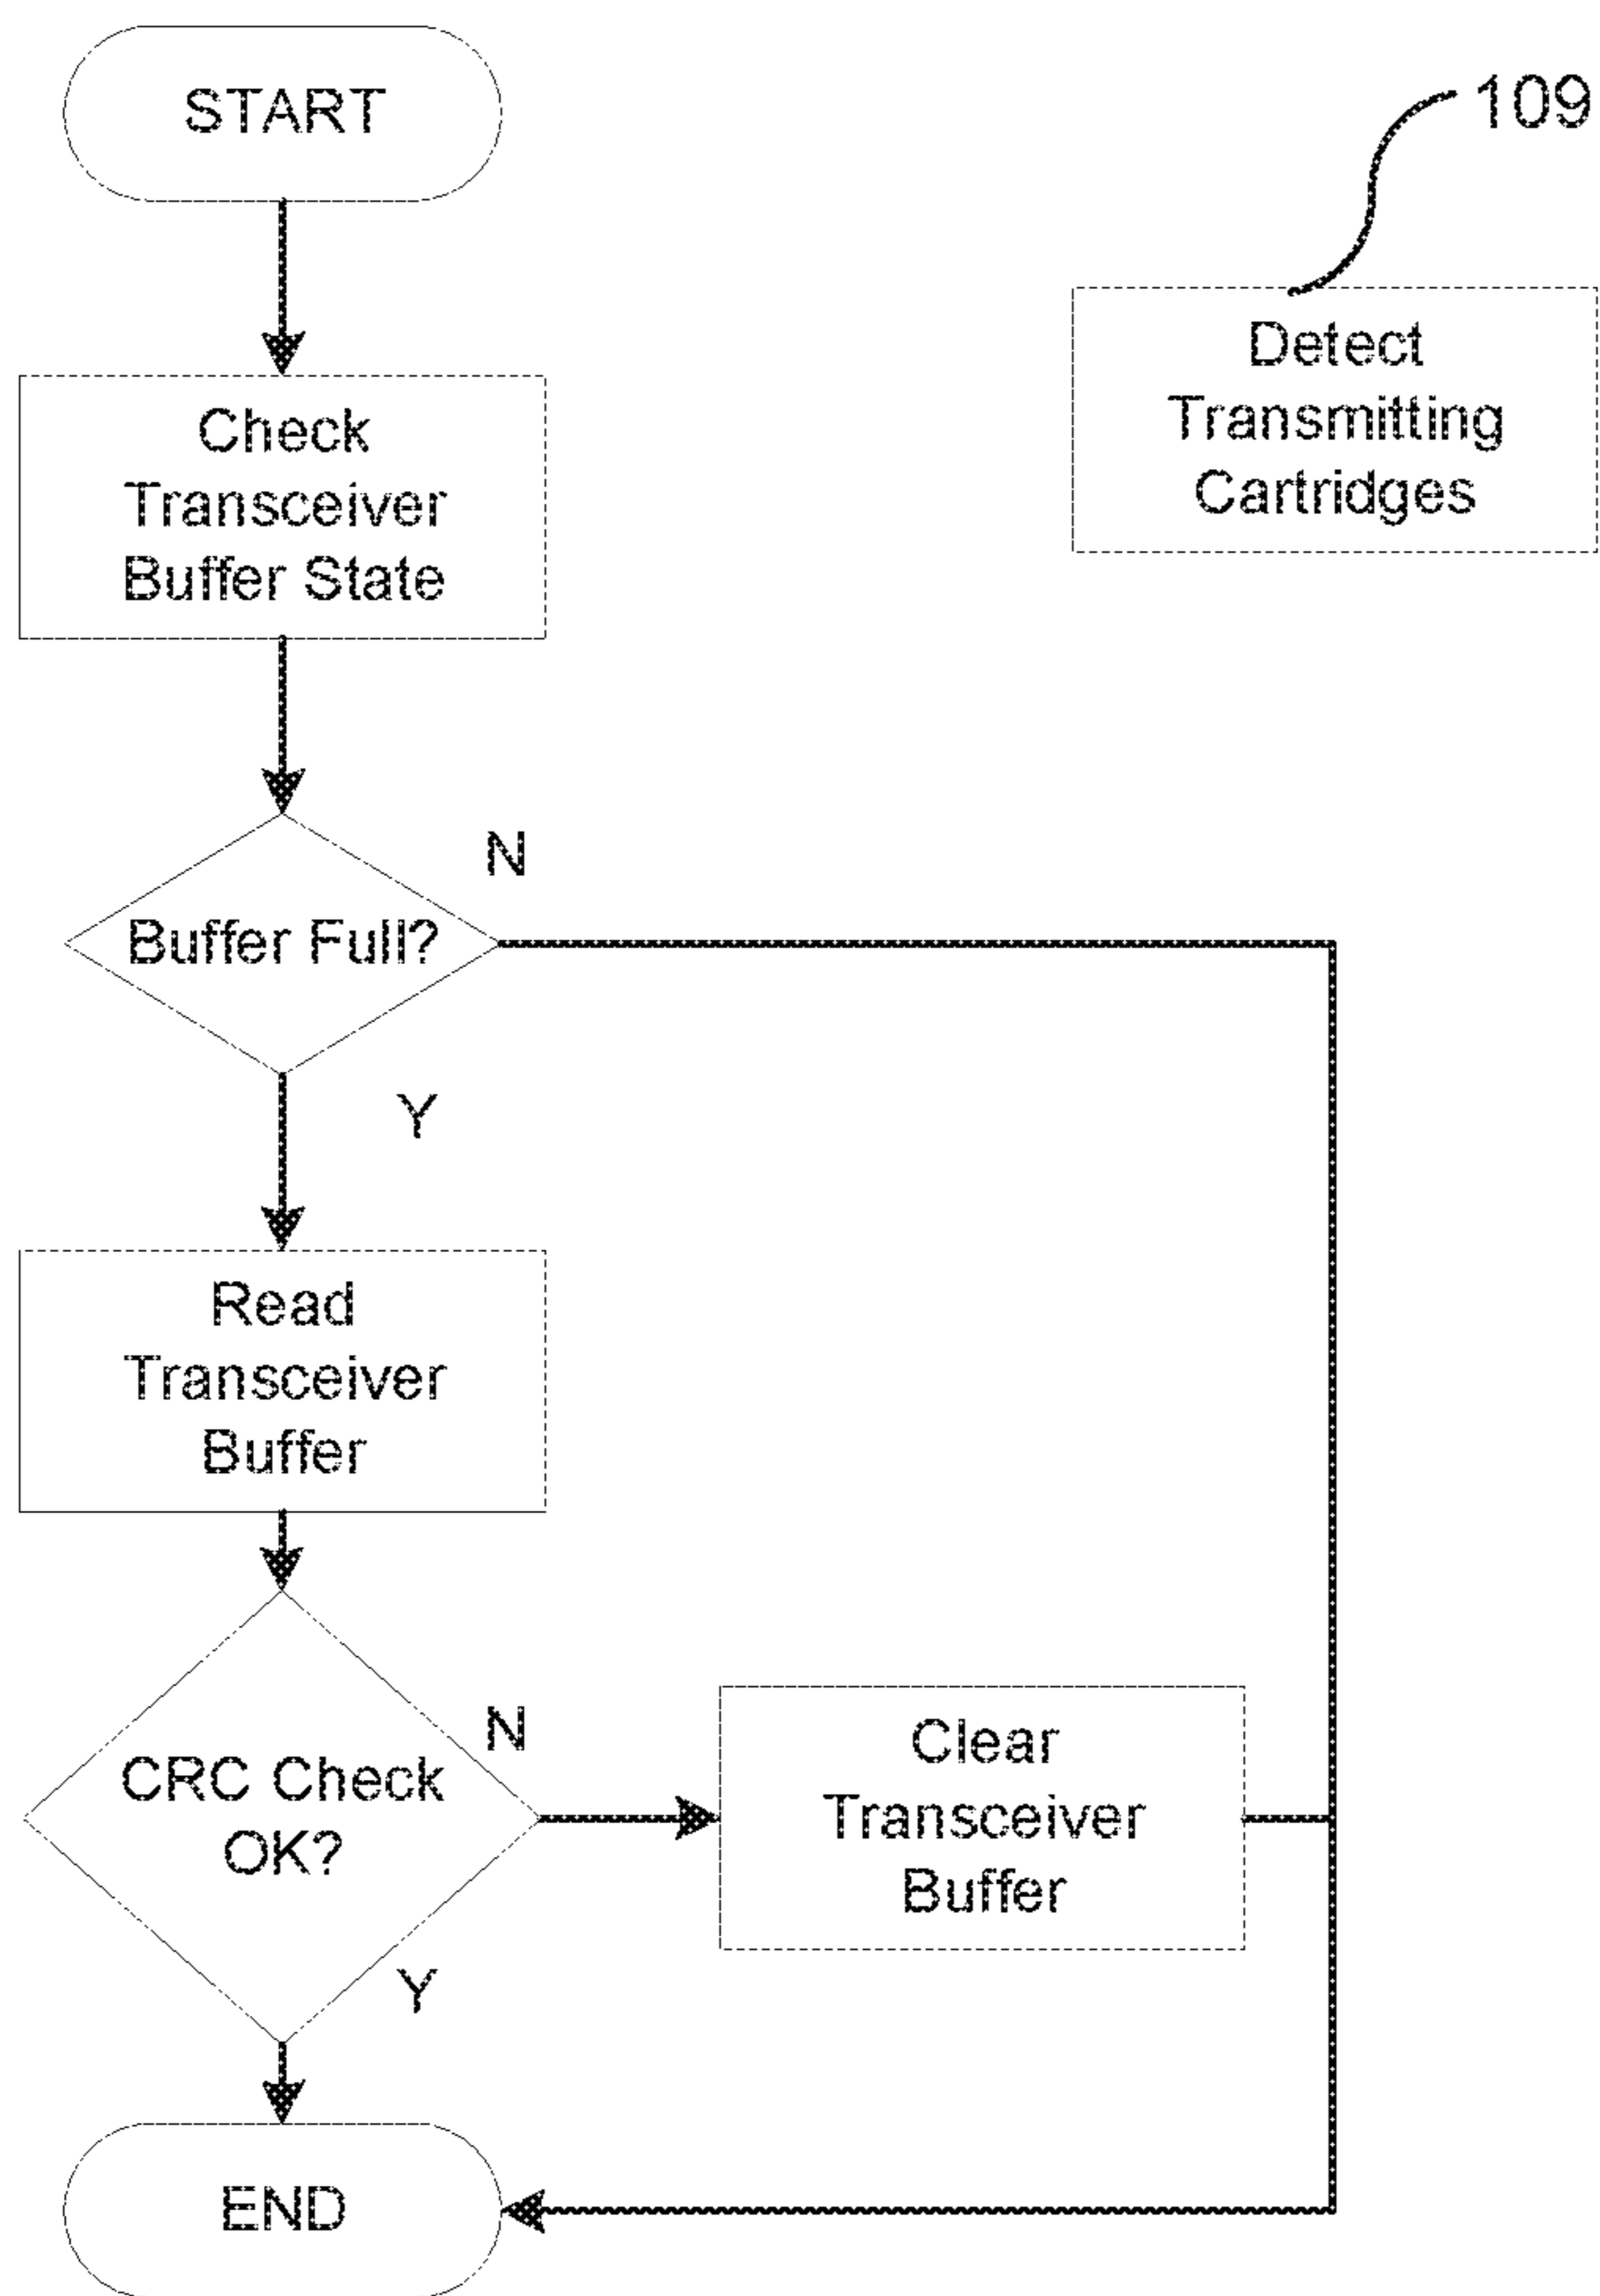 START
109
Detect
Transmitting
Cartridges
Check
Transceiver
Buffer State
N
Buffer Full?
Y
Read
Transceiver
Buffer
N
CRC Check
OK?
Clear
Transceiver
Buffer
Y
END